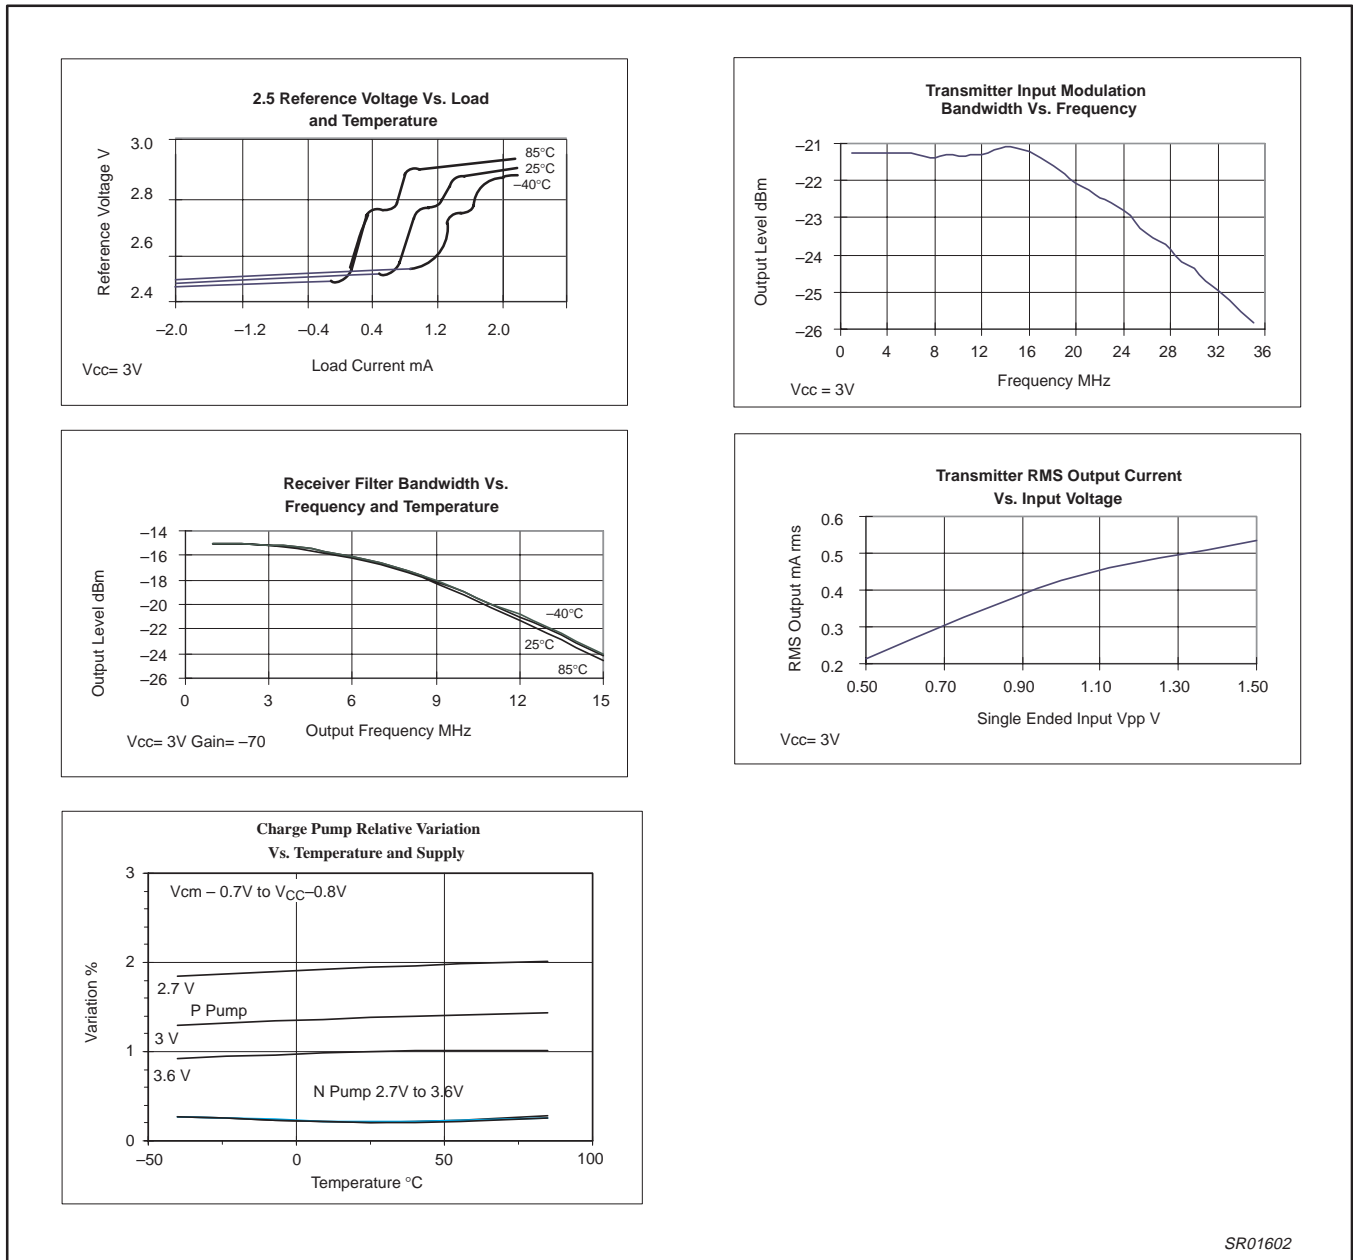 2.5 Reference Voltage Vs. Load
and Temperature
Reference Voltage V
3.0
2.8
2.6
2.4
85°C
25°C
–40°C
–2.0 –1.2 –0.4 0.4 1.2 2.0
Load Current mA
Vcc= 3V
Transmitter Input Modulation
Bandwidth Vs. Frequency
Output Level dBm
–21
–22
–23
–24
–25
–26
0 4 8 12 16 20 24 28 32 36
Frequency MHz
Vcc = 3V
Receiver Filter Bandwidth Vs.
Frequency and Temperature
Output Level dBm
–14
–16
–18
–20
–22
–24
–26
–40°C
25°C
85°C
0 3 6 9 12 15
Output Frequency MHz
Vcc= 3V Gain= –70
Transmitter RMS Output Current
Vs. Input Voltage
RMS Output mA rms
0.6
0.5
0.4
0.3
0.2
0.50 0.70 0.90 1.10 1.30 1.50
Single Ended Input Vpp V
Vcc= 3V
Charge Pump Relative Variation
Vs. Temperature and Supply
Variation %
3
2
1
0
Vcm – 0.7V to VCC–0.8V
2.7 V
P Pump
3 V
3.6 V
N Pump 2.7V to 3.6V
–50 0 50 100
Temperature °C
SR01602